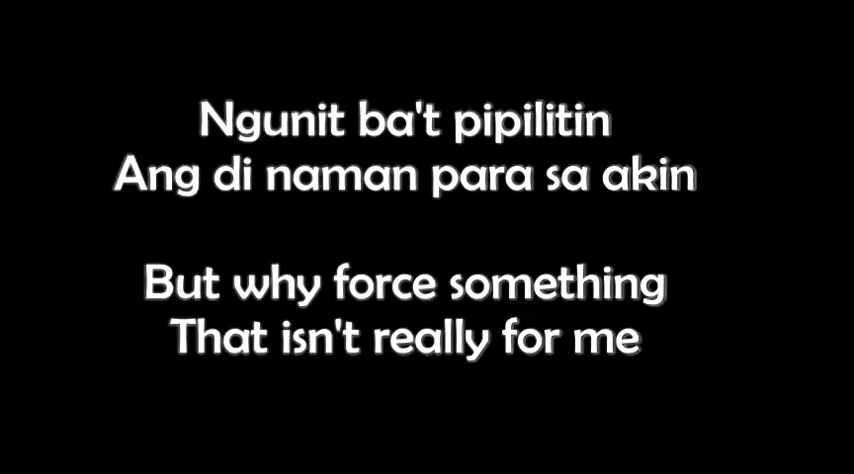 Ngunit ba't pipilitin
Ang di naman para sa akin
But why force something
That isn't really for me